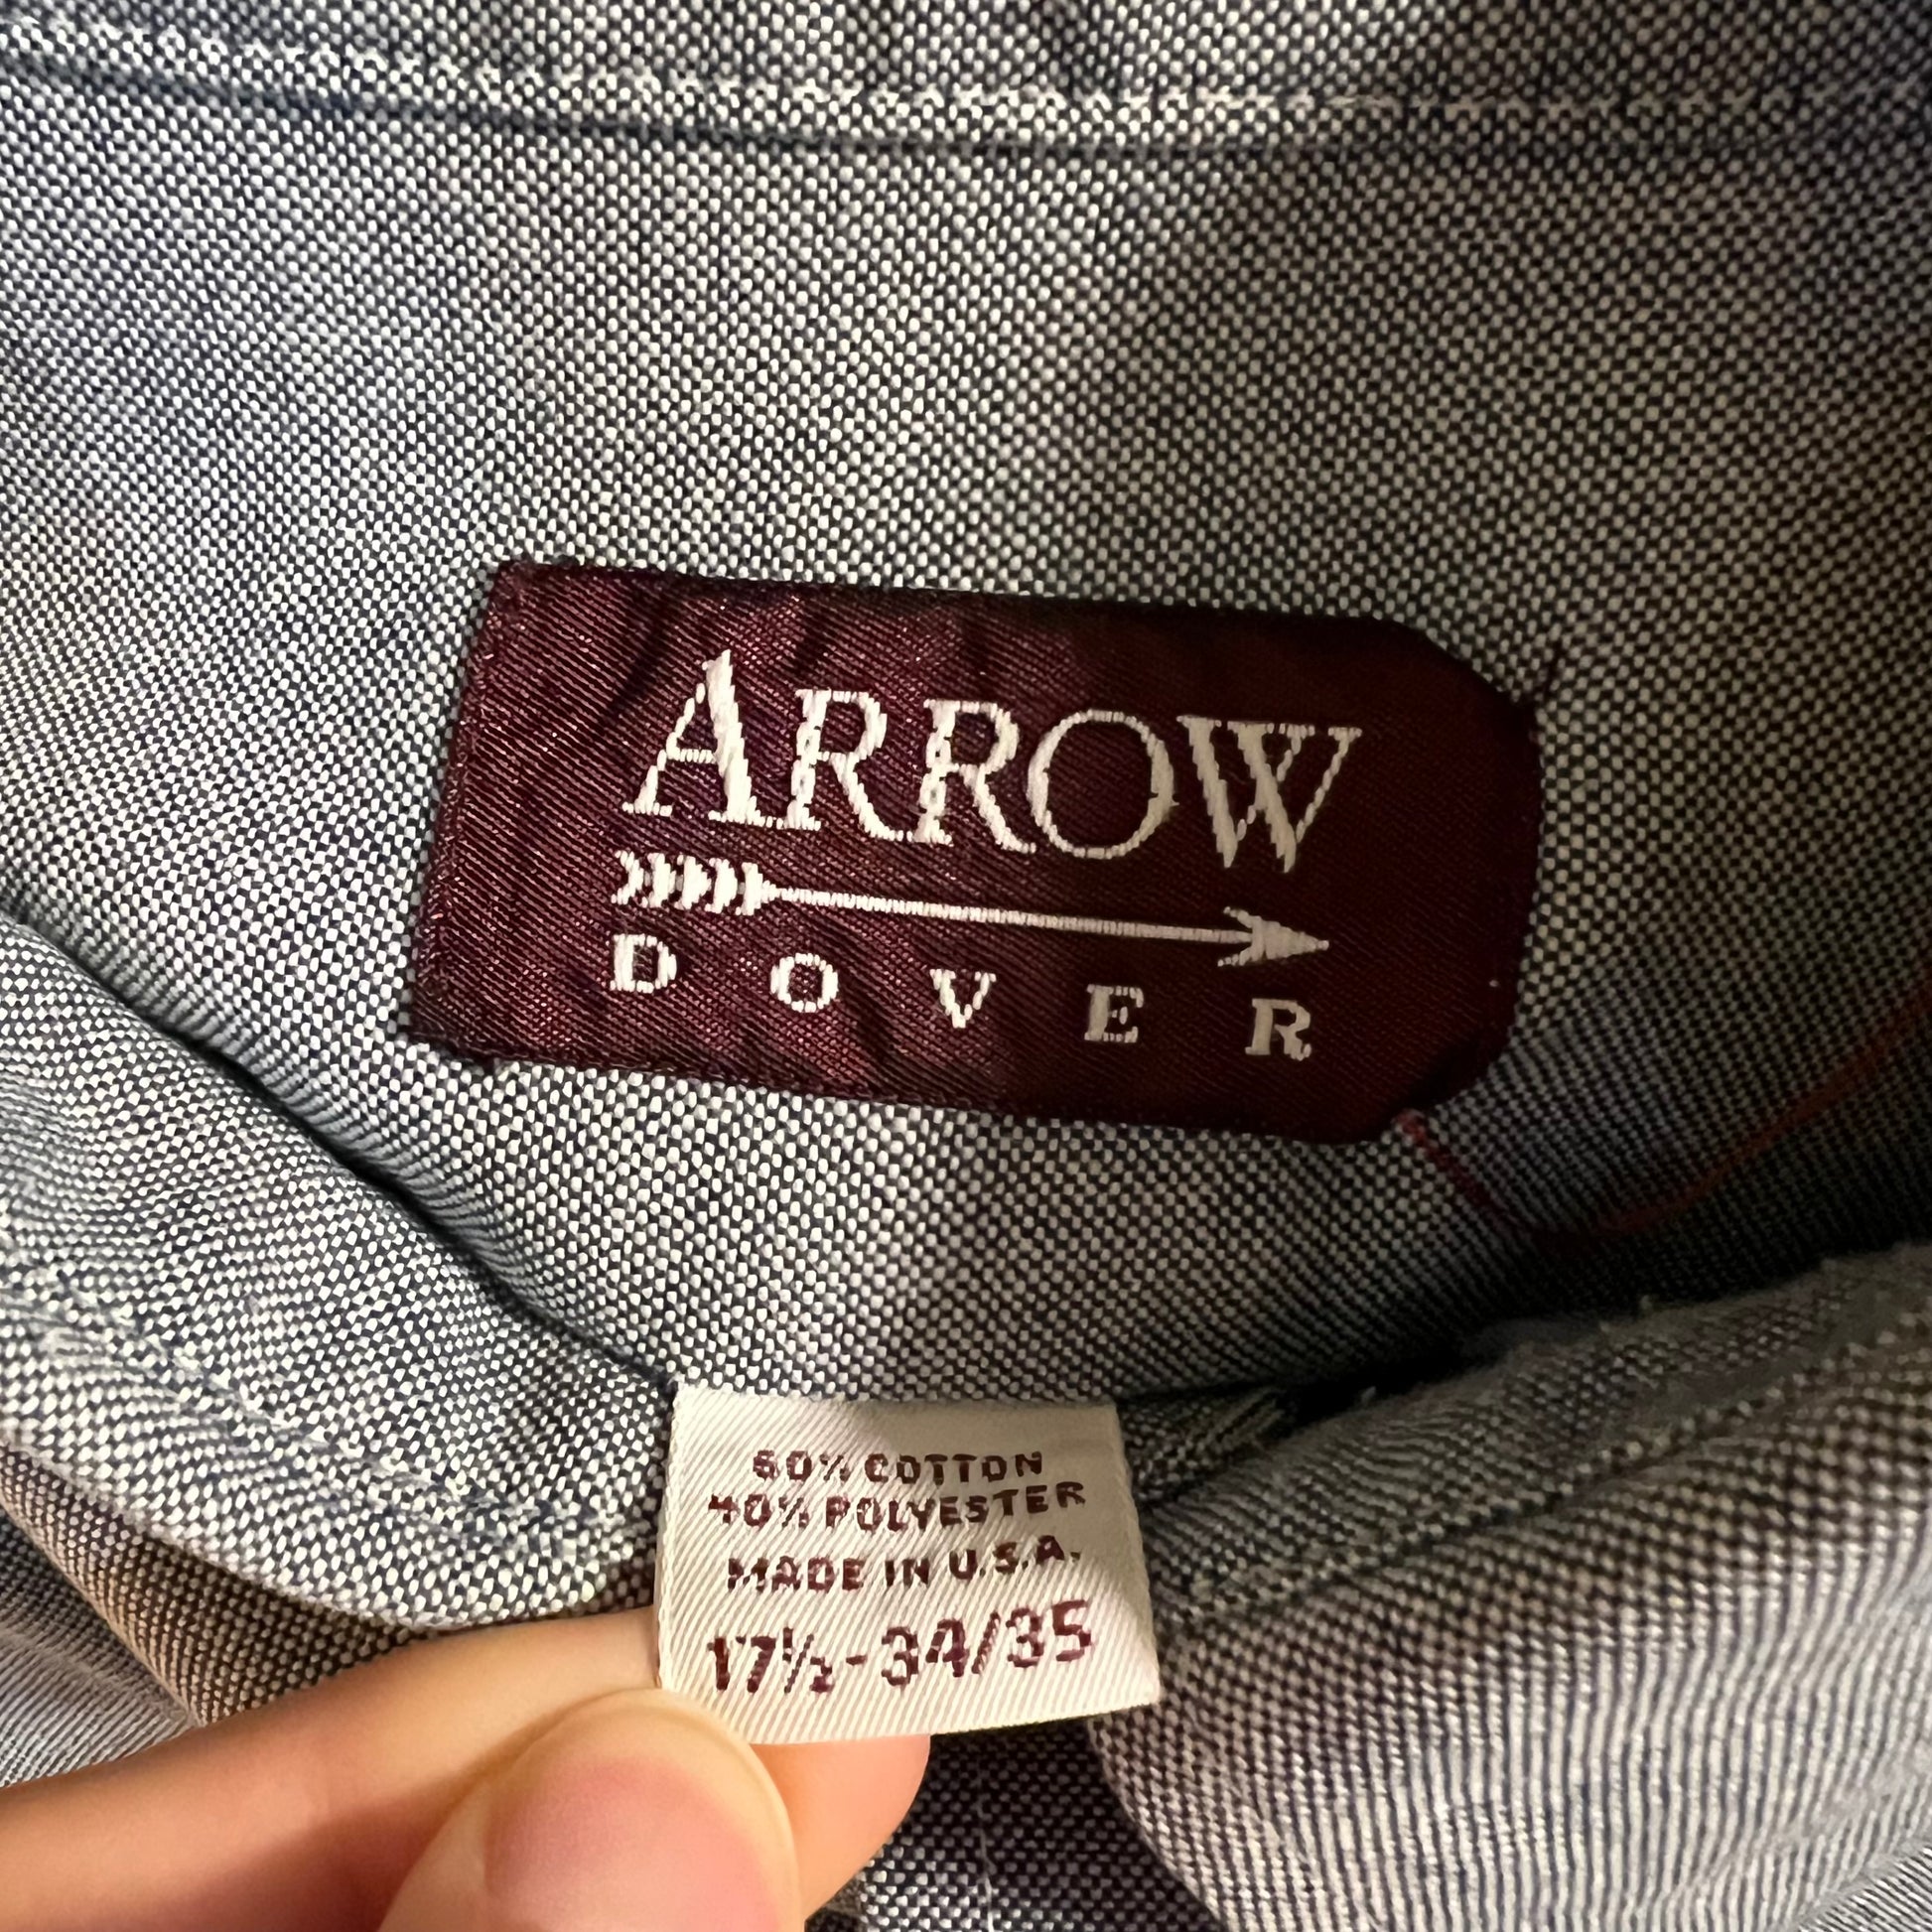 ARROW
DOVER
60% COTTON
40% POLYESTER
MADE IN U.S.A.
17½-34/35